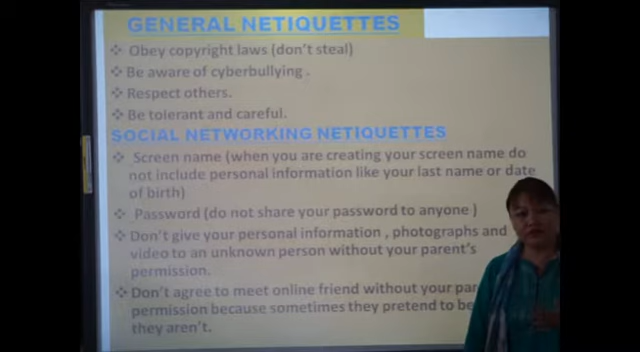 GENERAL NETIQUETTES
❖ Obey copyright laws (don't steal)
❖ Be aware of cyberbullying .
❖ Respect others.
❖ Be tolerant and careful.
SOCIAL NETWORKING NETIQUETTES
❖ Screen name (when you are creating your screen name do
not include personal information like your last name or date
of birth)
❖ Password (do not share your password to anyone )
❖ Don't give your personal information , photographs and
video to an unknown person without your parent's
permission.
❖ Don't agree to meet online friend without your par
permission because sometimes they pretend to be
they aren't.